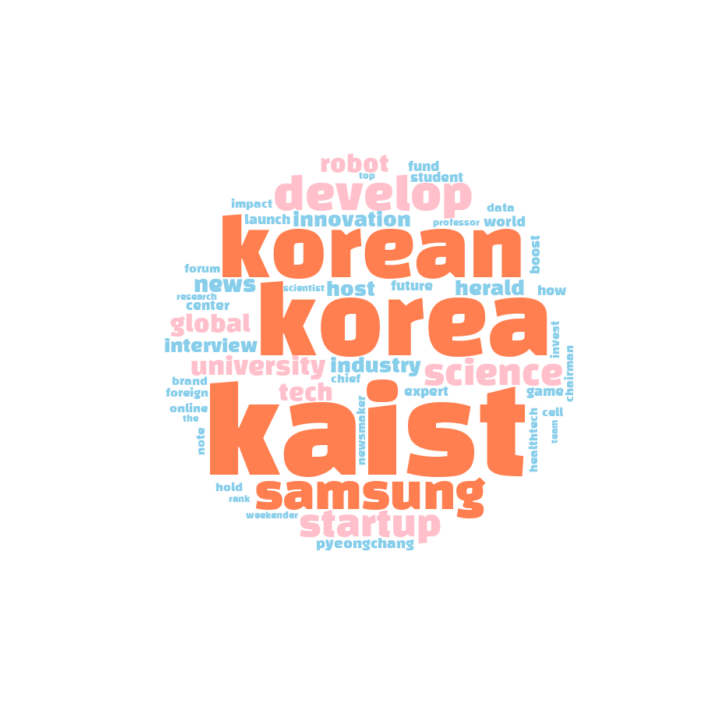 robot
fund
top
student
develop
impact
data
launch
innovation
professor
world
korean
boost
forum
news
scientist
host
future
herald
how
research
center
korea
global
interview
invest
university
industry
science
chairman
brand
chief
foreign
tech
expert
game
kaist
online
the
newsmaker
healthtech
cell
team
note
hold
rank
samsung
weekender
startup
pyeongchang